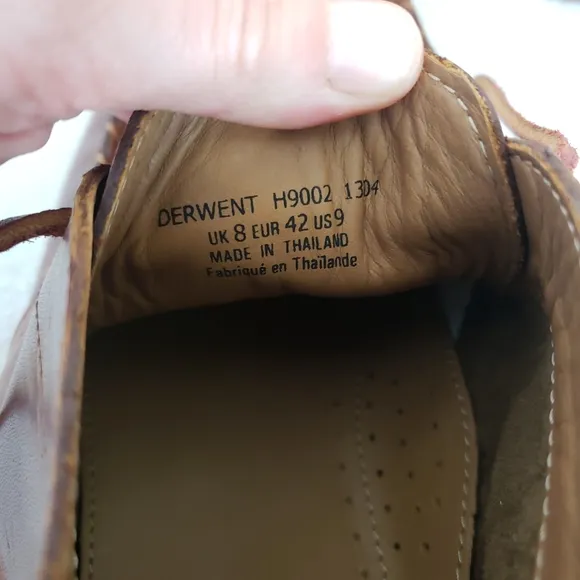 DERWENT H9002 1304
UK 8 EUR 42 US 9
MADE IN THAILAND
Fabriqué en Thaïlande